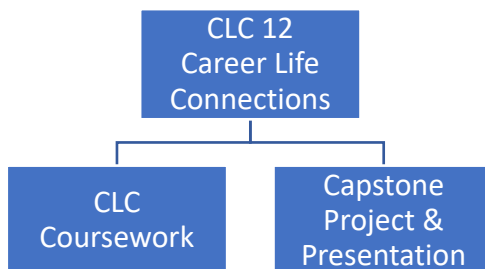 CLC 12
Career Life
Connections
CLC
Coursework
Capstone
Project &
Presentation